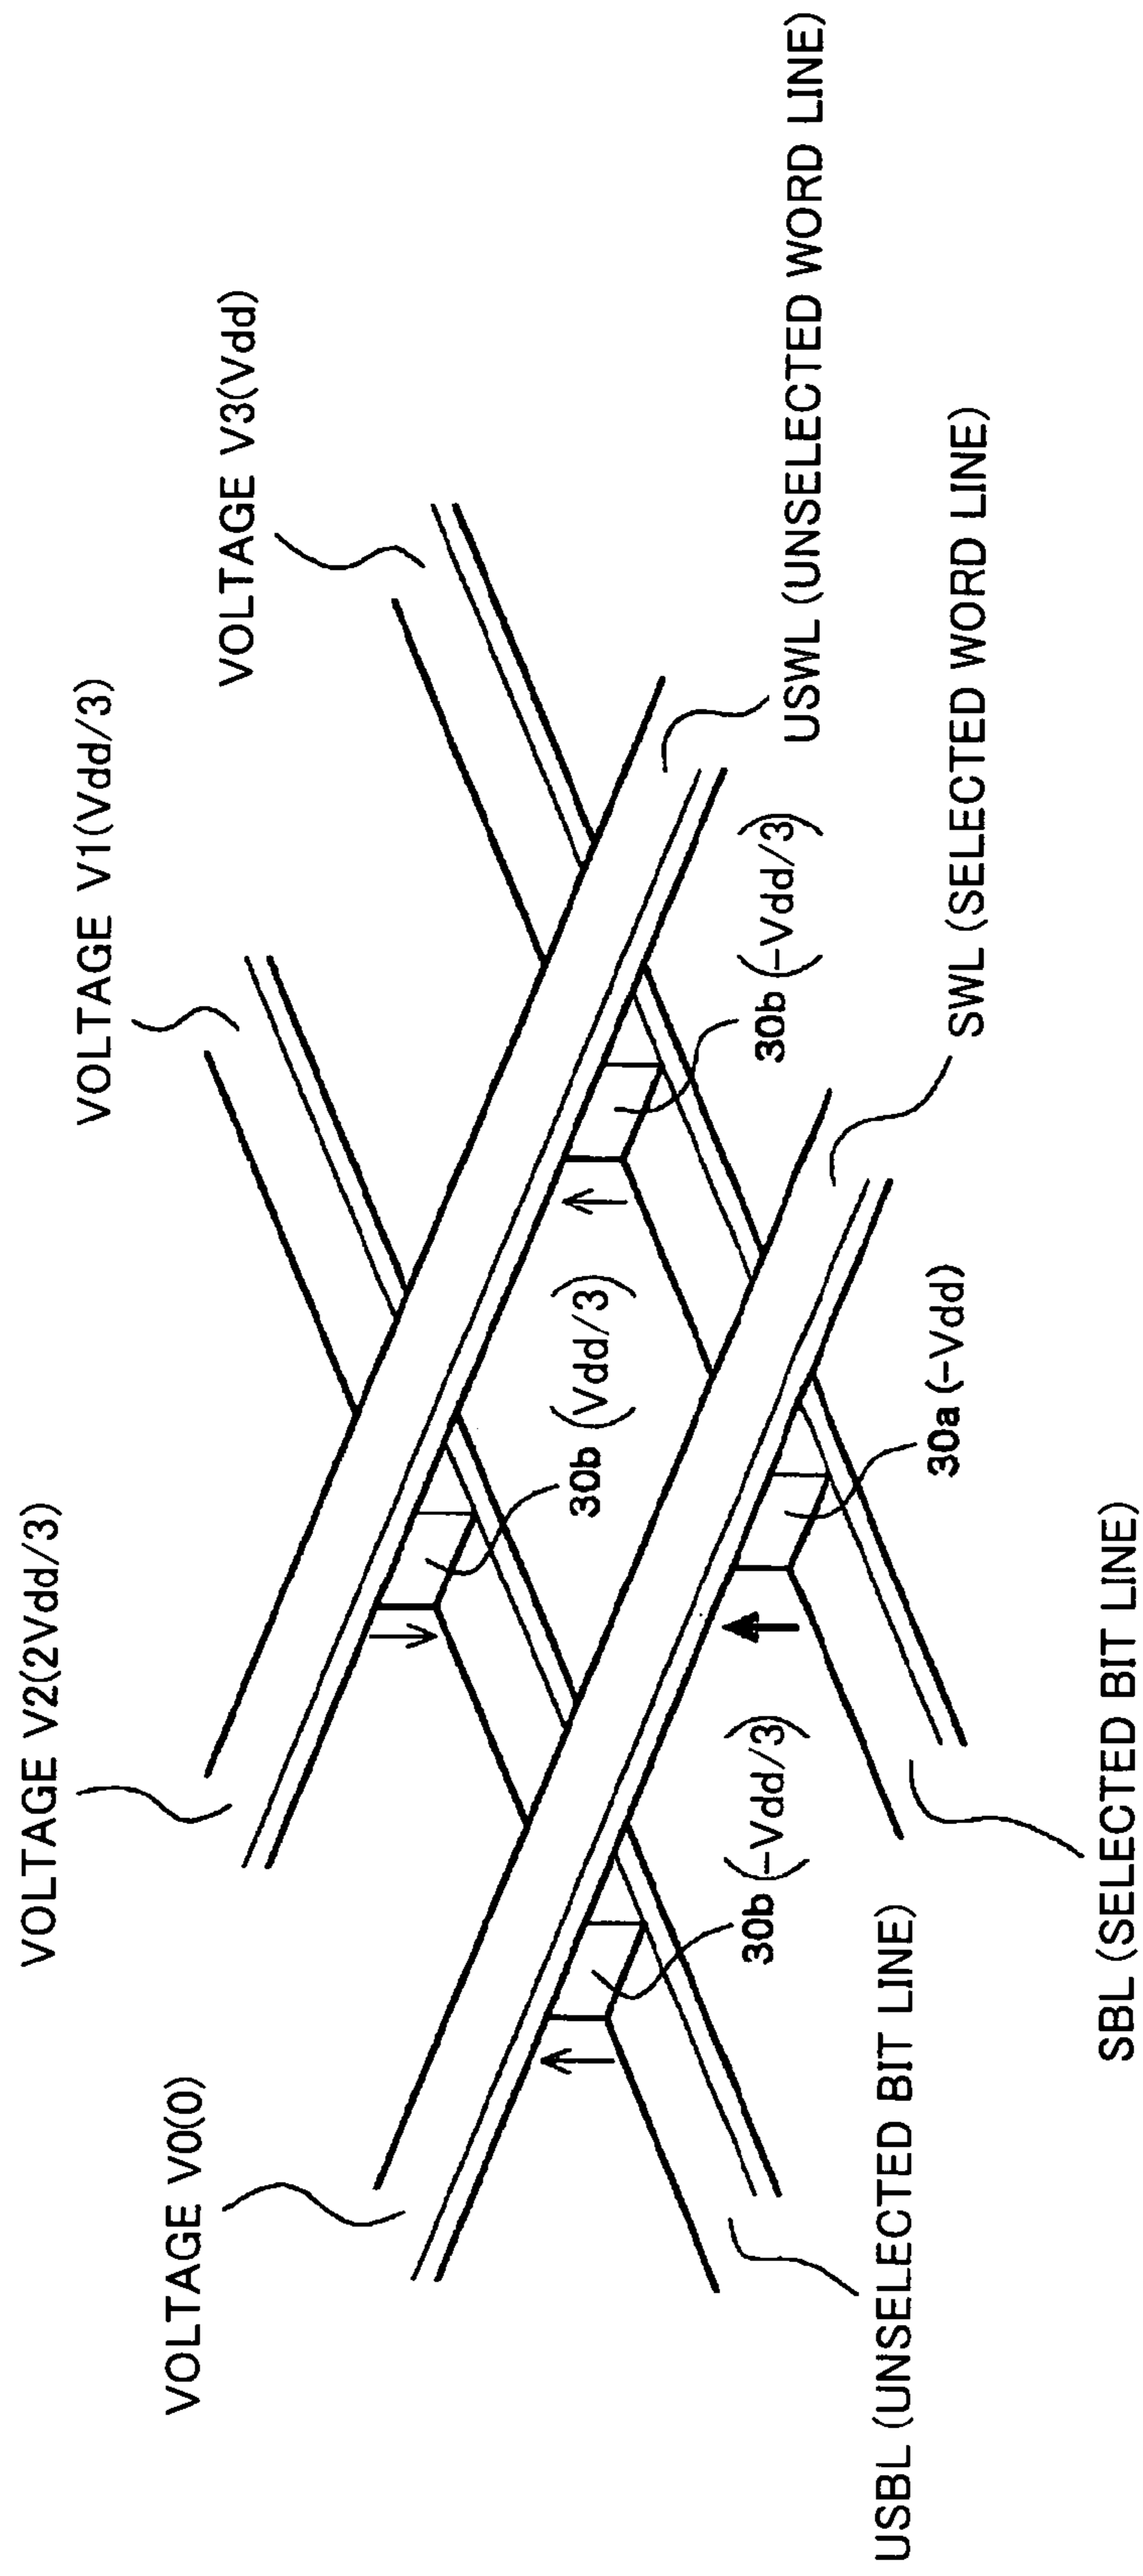 VOLTAGE V2(2Vdd/3)
VOLTAGE V1(Vdd/3)
VOLTAGE V0(0)
VOLTAGE V3(Vdd)
30b (Vdd/3)
30b (-Vdd/3)
30b (-Vdd/3)
USWL (UNSELECTED WORD LINE)
30a (-Vdd)
SWL (SELECTED WORD LINE)
USBL (UNSELECTED BIT LINE)
SBL (SELECTED BIT LINE)